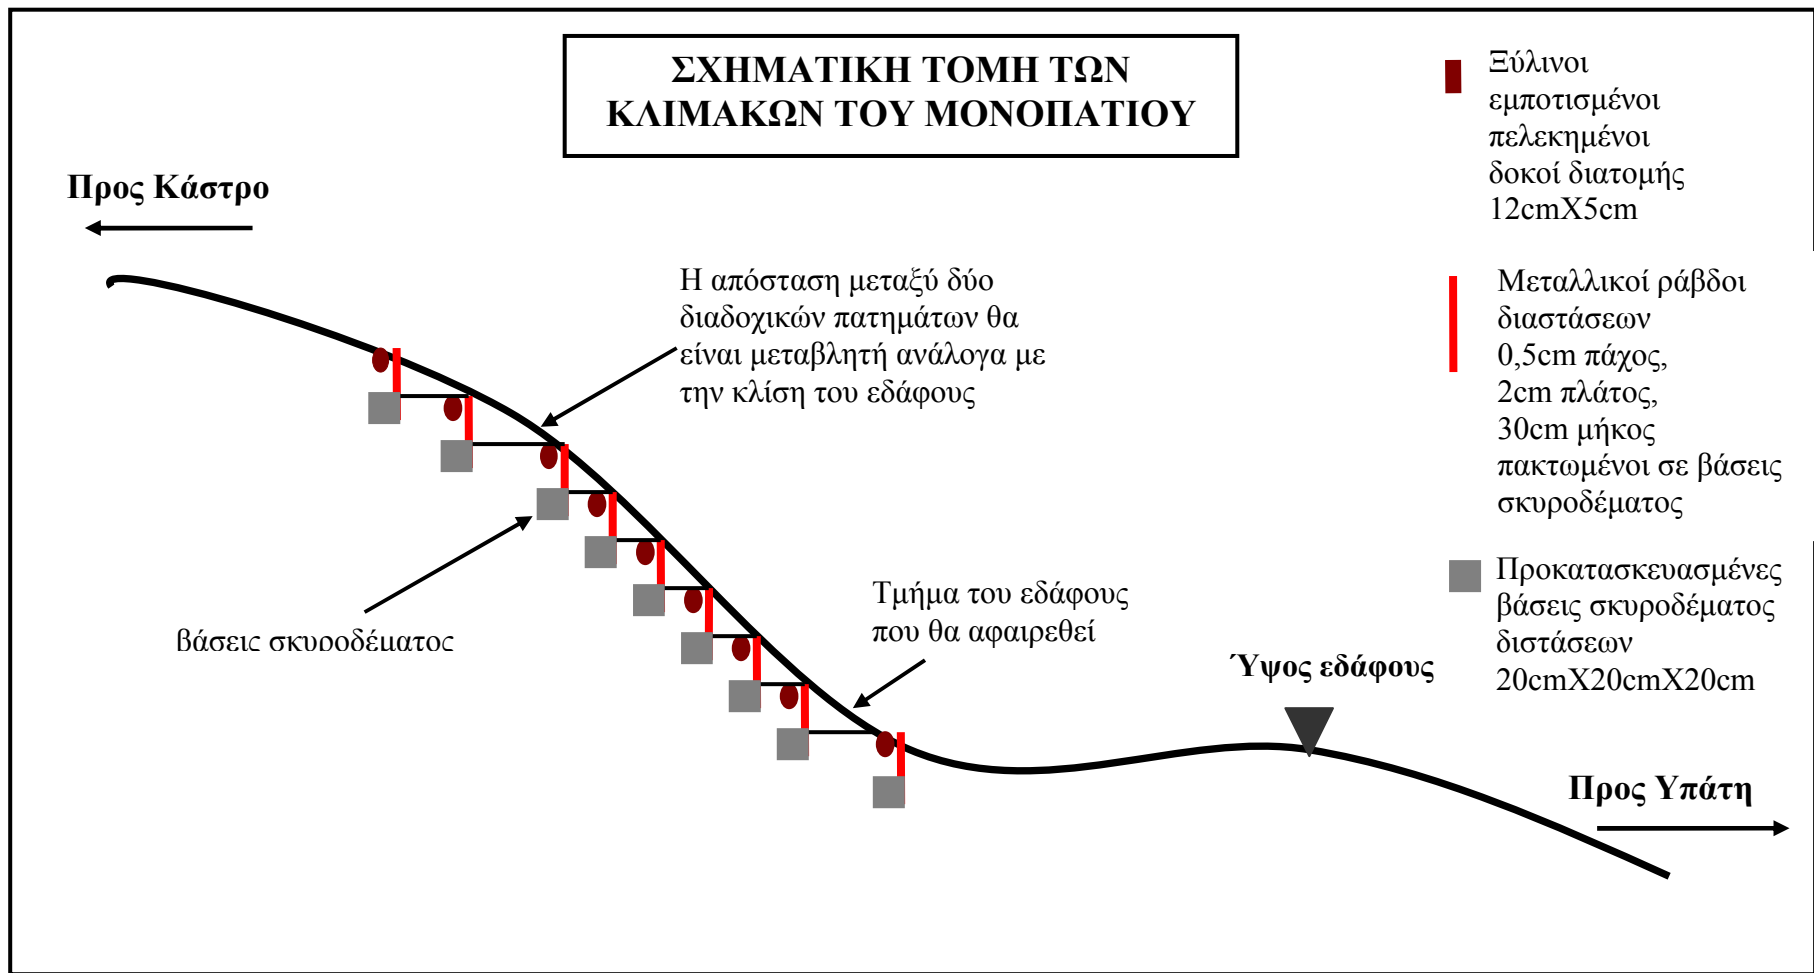 ΣΧΗΜΑΤΙΚΗ ΤΟΜΗ ΤΩΝ
ΚΛΙΜΑΚΩΝ ΤΟΥ ΜΟΝΟΠΑΤΙΟΥ
Προς Κάστρο
Η απόσταση μεταξύ δύο
διαδοχικών πατημάτων θα
είναι μεταβλητή ανάλογα με
την κλίση του εδάφους
βάσεις σκυροδέματος
Τμήμα του εδάφους
που θα αφαιρεθεί
Ύψος εδάφους
Προς Υπάτη
Ξύλινοι
εμποτισμένοι
πελεκημένοι
δοκοί διατομής
12cmX5cm
Μεταλλικοί ράβδοι
διαστάσεων
0,5cm πάχος,
2cm πλάτος,
30cm μήκος
πακτωμένοι σε βάσεις
σκυροδέματος
Προκατασκευασμένες
βάσεις σκυροδέματος
διστάσεων
20cmX20cmX20cm